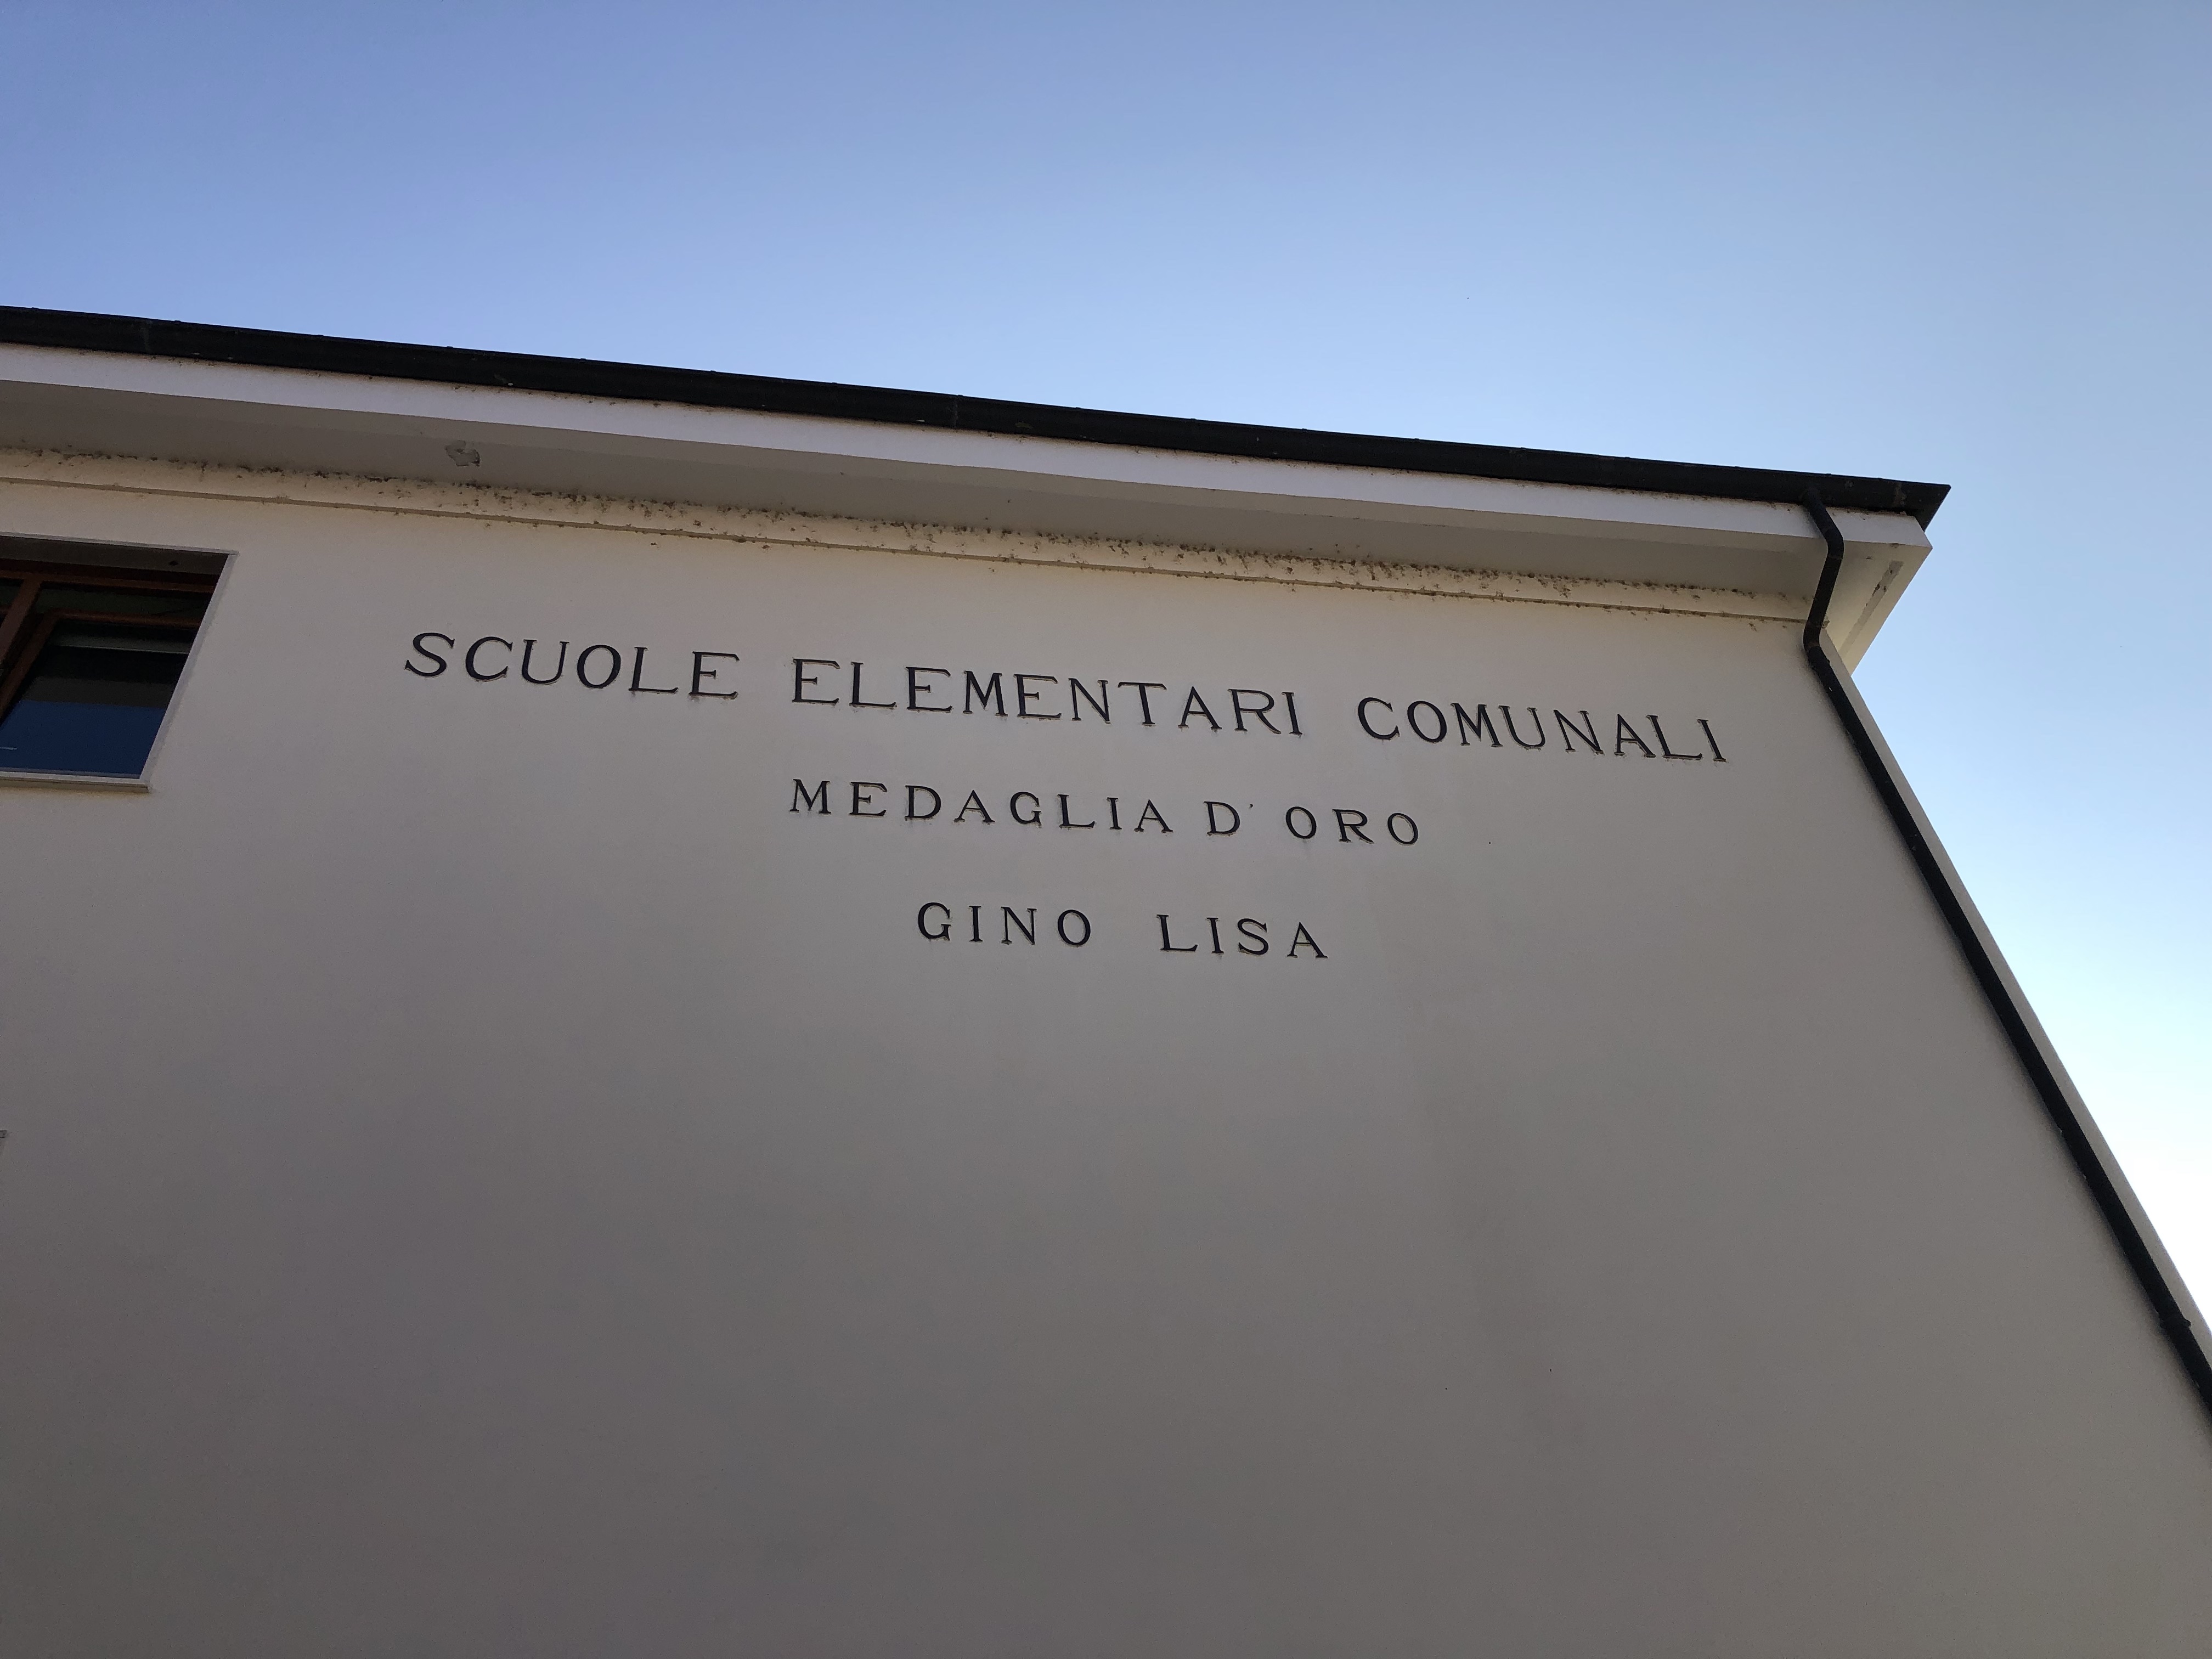 SCUOLE ELEMENTARI COMUNALI
MEDAGLIA D'ORO
GINO LISA